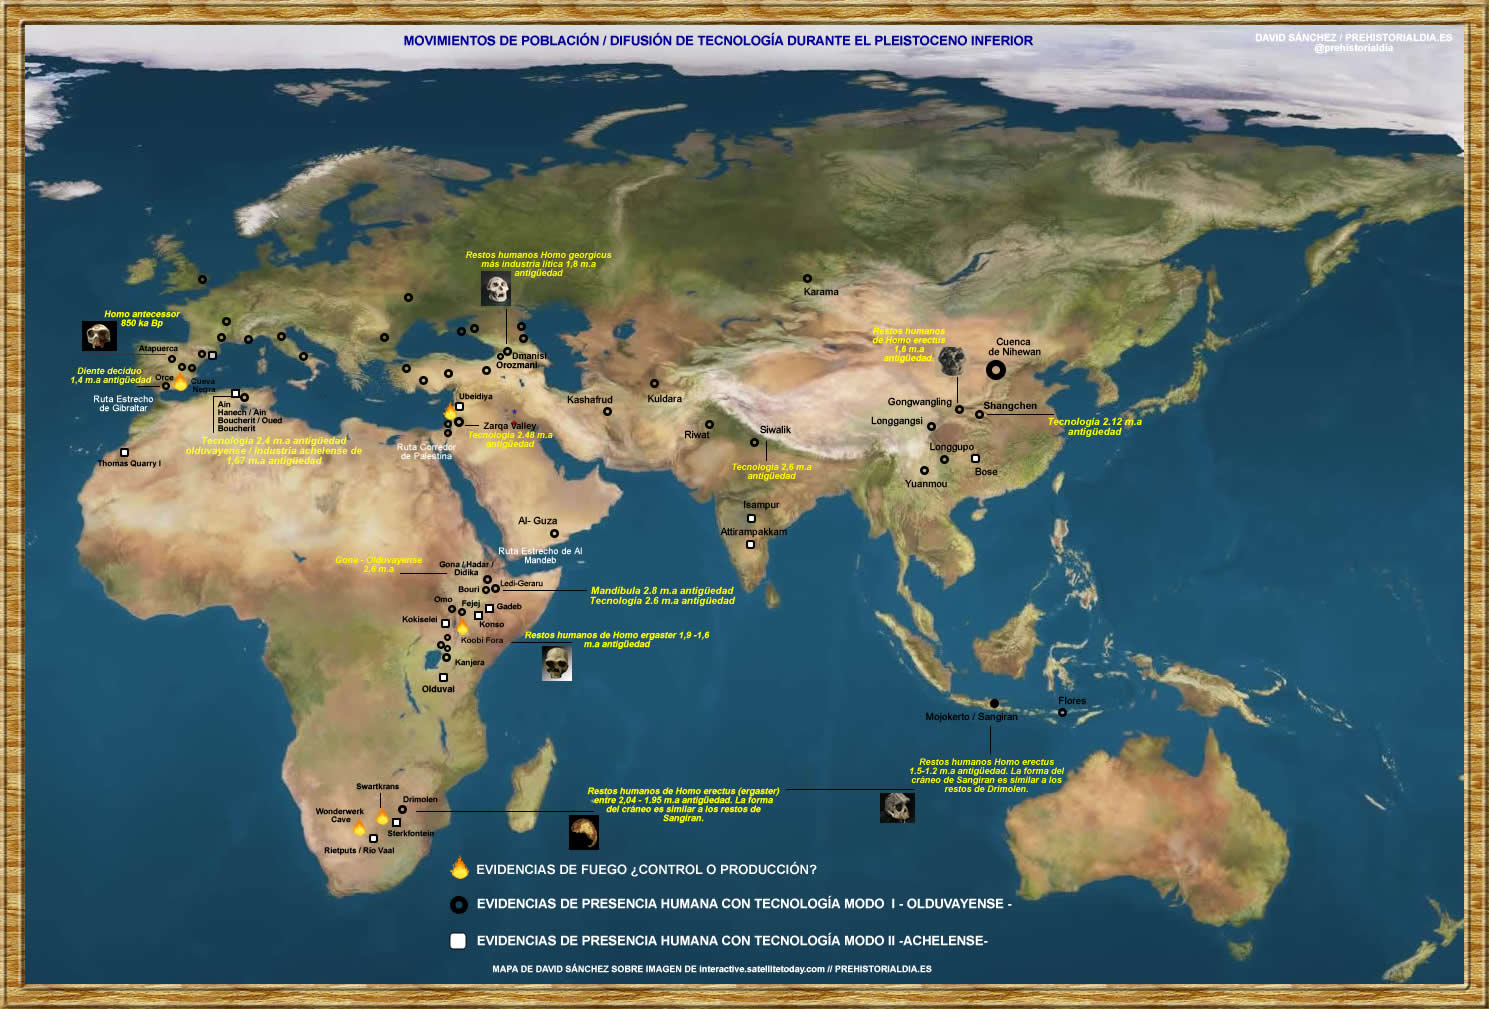 MOVIMIENTOS DE POBLACIÓN / DIFUSIÓN DE TECNOLOGÍA DURANTE EL PLEISTOCENO INFERIOR
DAVID SÁNCHEZ / PREHISTORIALDIA.ES
@prehistorialdia
Restos humanos Homo georgicus
más industria lítica 1,8 m.a
antigüedad
Karama
Homo antecessor
850 ka Bp
Atapuerca
Diente deciduo
1,4 m.a antigüedad
Orce
Cueva
Negra
Ruta Estrecho
de Gibraltar
Ain
Hanech / Ain
Boucherit / Oued
Boucherit
Tecnología 2.4 m.a antigüedad
olduvayense / Industria achelense de
1,67 m.a antigüedad
Thomas Quarry I
Dmanisi
Orozmani
Ubeidiya
Zarqa Valley
Tecnología 2.48 m.a
antigüedad
Ruta Corredor
de Palestina
Kashafrud
Kuldara
Riwat
Siwalik
Tecnología 2,6 m.a
antigüedad
Restos humanos
de Homo erectus
1,6 m.a
antigüedad.
Cuenca
de Nihewan
Gongwangling
Shangchen
Tecnología 2.12 m.a
antigüedad
Longgangsi
Longgupo
Bose
Yuanmou
Isampur
Attirampakkam
Al- Guza
Ruta Estrecho de Al
Mandeb
Gona - Olduvayense
2,6 m.a
Gona / Hadar /
Didika
Bouri
Ledi-Geraru
Mandíbula 2.8 m.a antigüedad
Tecnología 2.6 m.a antigüedad
Omo
Fejej
Gadeb
Kokiselei
Konso
Koobi Fora
Restos humanos de Homo ergaster 1,9 -1,6
m.a antigüedad
Kanjera
Olduvai
Flores
Mojokerto / Sangiran
Restos humanos Homo erectus
1.5-1.2 m.a antigüedad. La forma del
cráneo de Sangiran es similar a los
restos de Drimolen.
Swartkrans
Drimolen
Wonderwerk
Cave
Sterkfontein
Rietputs / Río Vaal
Restos humanos de Homo erectus (ergaster)
entre 2,04 - 1.95 m.a antigüedad. La forma
del cráneo es similar a los restos de
Sangiran.
EVIDENCIAS DE FUEGO ¿CONTROL O PRODUCCIÓN?
EVIDENCIAS DE PRESENCIA HUMANA CON TECNOLOGÍA MODO I - OLDUVAYENSE -
EVIDENCIAS DE PRESENCIA HUMANA CON TECNOLOGÍA MODO II -ACHELENSE-
MAPA DE DAVID SÁNCHEZ SOBRE IMAGEN DE interactive.satellitetoday.com // PREHISTORIALDIA.ES